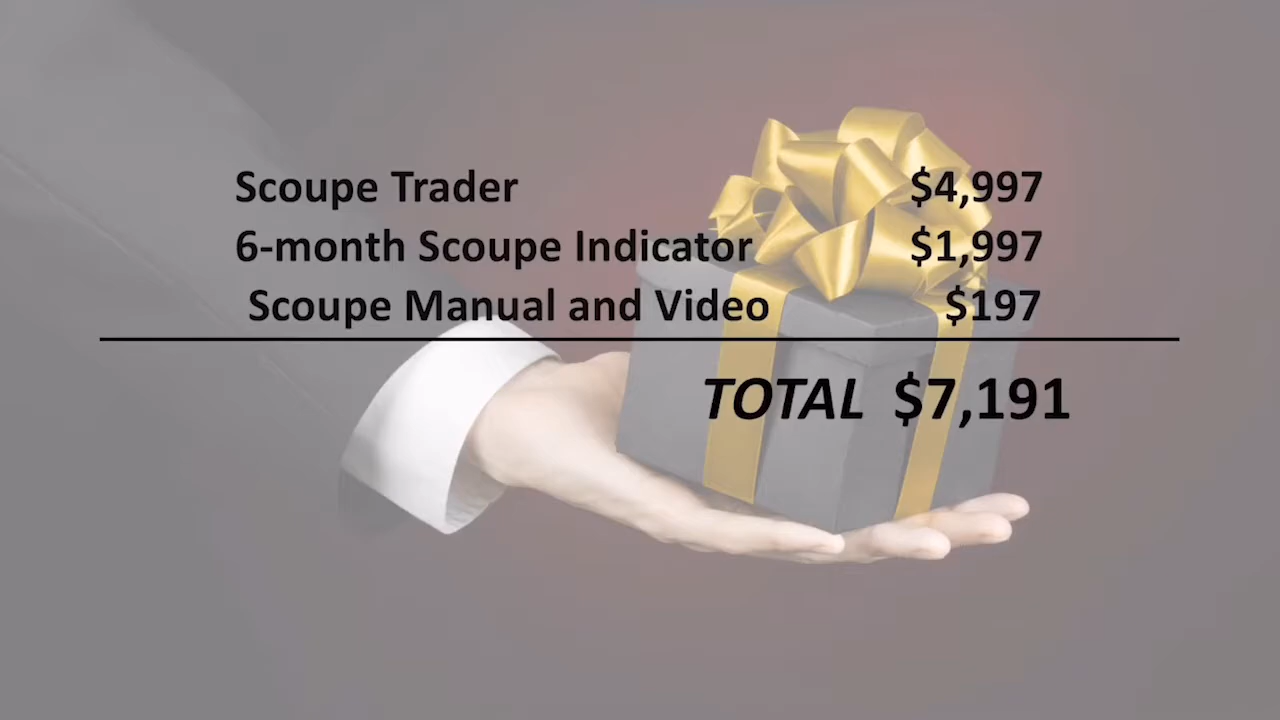 Scoupe Trader $4,997
6-month Scoupe Indicator $1,997
Scoupe Manual and Video $197
TOTAL $7,191